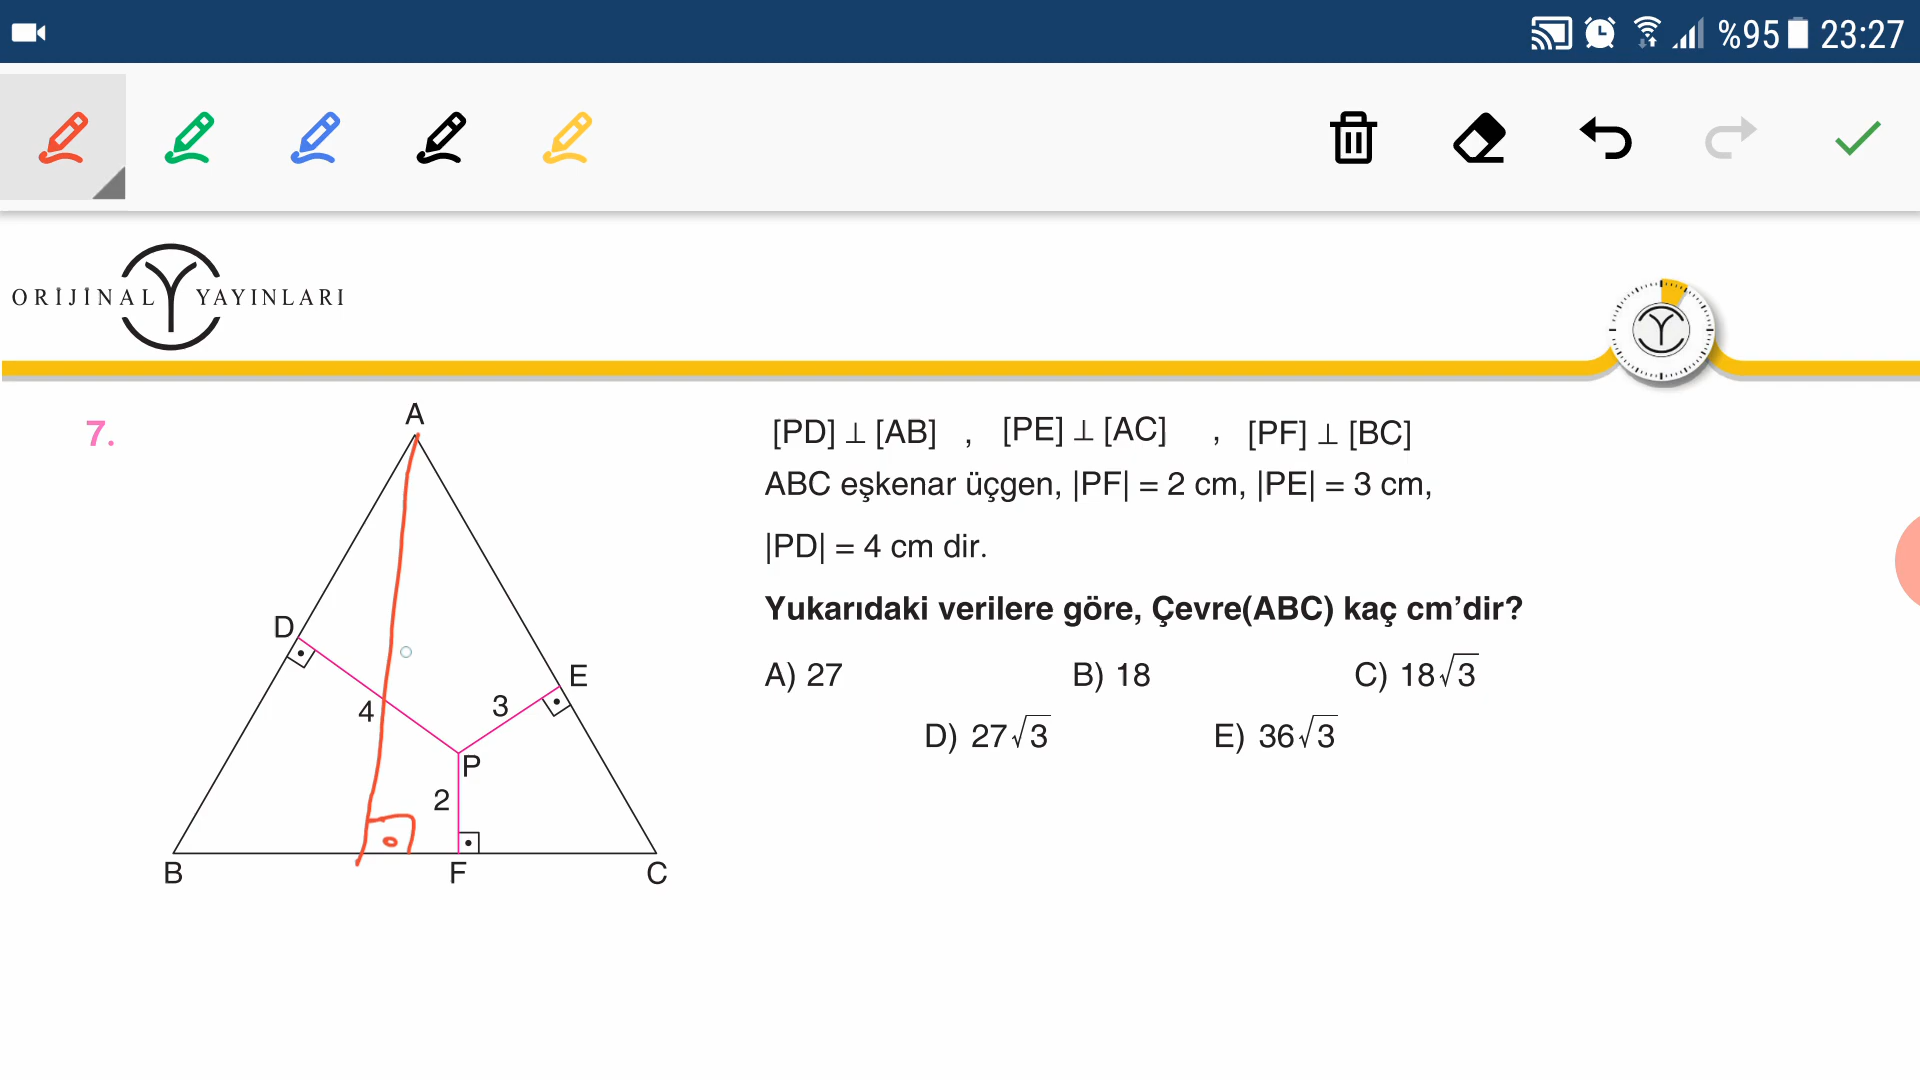 %95 23:27
ORİJİNAL YAYINLARI
7.
A
D
E
4
3
P
2
B
F
C
[PD] ⊥ [AB] , [PE] ⊥ [AC] , [PF] ⊥ [BC]
ABC eşkenar üçgen, |PF| = 2 cm, |PE| = 3 cm,
|PD| = 4 cm dir.
Yukarıdaki verilere göre, Çevre(ABC) kaç cm’dir?
A) 27 B) 18 C) 18√3
D) 27√3 E) 36√3